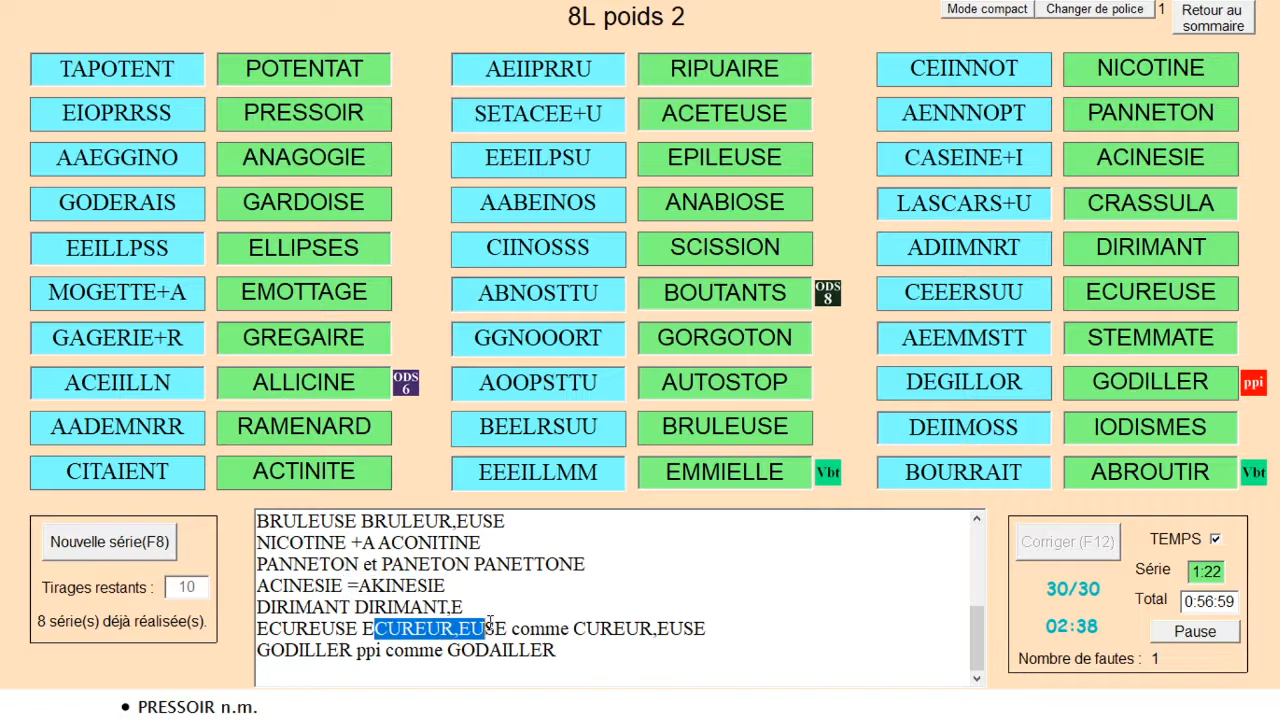 8L poids 2
Mode compact
Changer de police
1
Retour au
sommaire
TAPOTENT POTENTAT
EIOPRRSS PRESSOIR
AAEGGINO ANAGOGIE
GODERAIS GARDOISE
EEILLPSS ELLIPSES
MOGETTE+A EMOTTAGE
GAGERIE+R GREGAIRE
ACEIILLN ALLICINE ODS 6
AADEMNRR RAMENARD
CITAIENT ACTINITE
AEIIPRRU RIPUAIRE
SETACEE+U ACETEUSE
EEEILPSU EPILEUSE
AABEINOS ANABIOSE
CIINOSSS SCISSION
ABNOSTTU BOUTANTS ODS 8
GGNOOORT GORGOTON
AOOPSTTU AUTOSTOP
BEELRSUU BRULEUSE
EEEILLMM EMMIELLE Vbt
CEIINNOT NICOTINE
AENNNOPT PANNETON
CASEINE+I ACINESIE
LASCARS+U CRASSULA
ADIIMNRT DIRIMANT
CEEERSUU ECUREUSE
AEEMMSTT STEMMATE
DEGILLOR GODILLER ppi
DEIIMOSS IODISMES
BOURRAIT ABROUTIR Vbt
Nouvelle série(F8)
Tirages restants : 10
8 série(s) déjà réalisée(s).
BRULEUSE BRULEUR,EUSE
NICOTINE +A ACONITINE
PANNETON et PANETON PANETTONE
ACINESIE =AKINESIE
DIRIMANT DIRIMANT,E
ECUREUSE ECUREUR,EUSE comme CUREUR,EUSE
GODILLER ppi comme GODAILLER
Corriger (F12)
TEMPS
Série 1:22
30/30
Total 0:56:59
02:38
Pause
Nombre de fautes : 1
• PRESSOIR n.m.